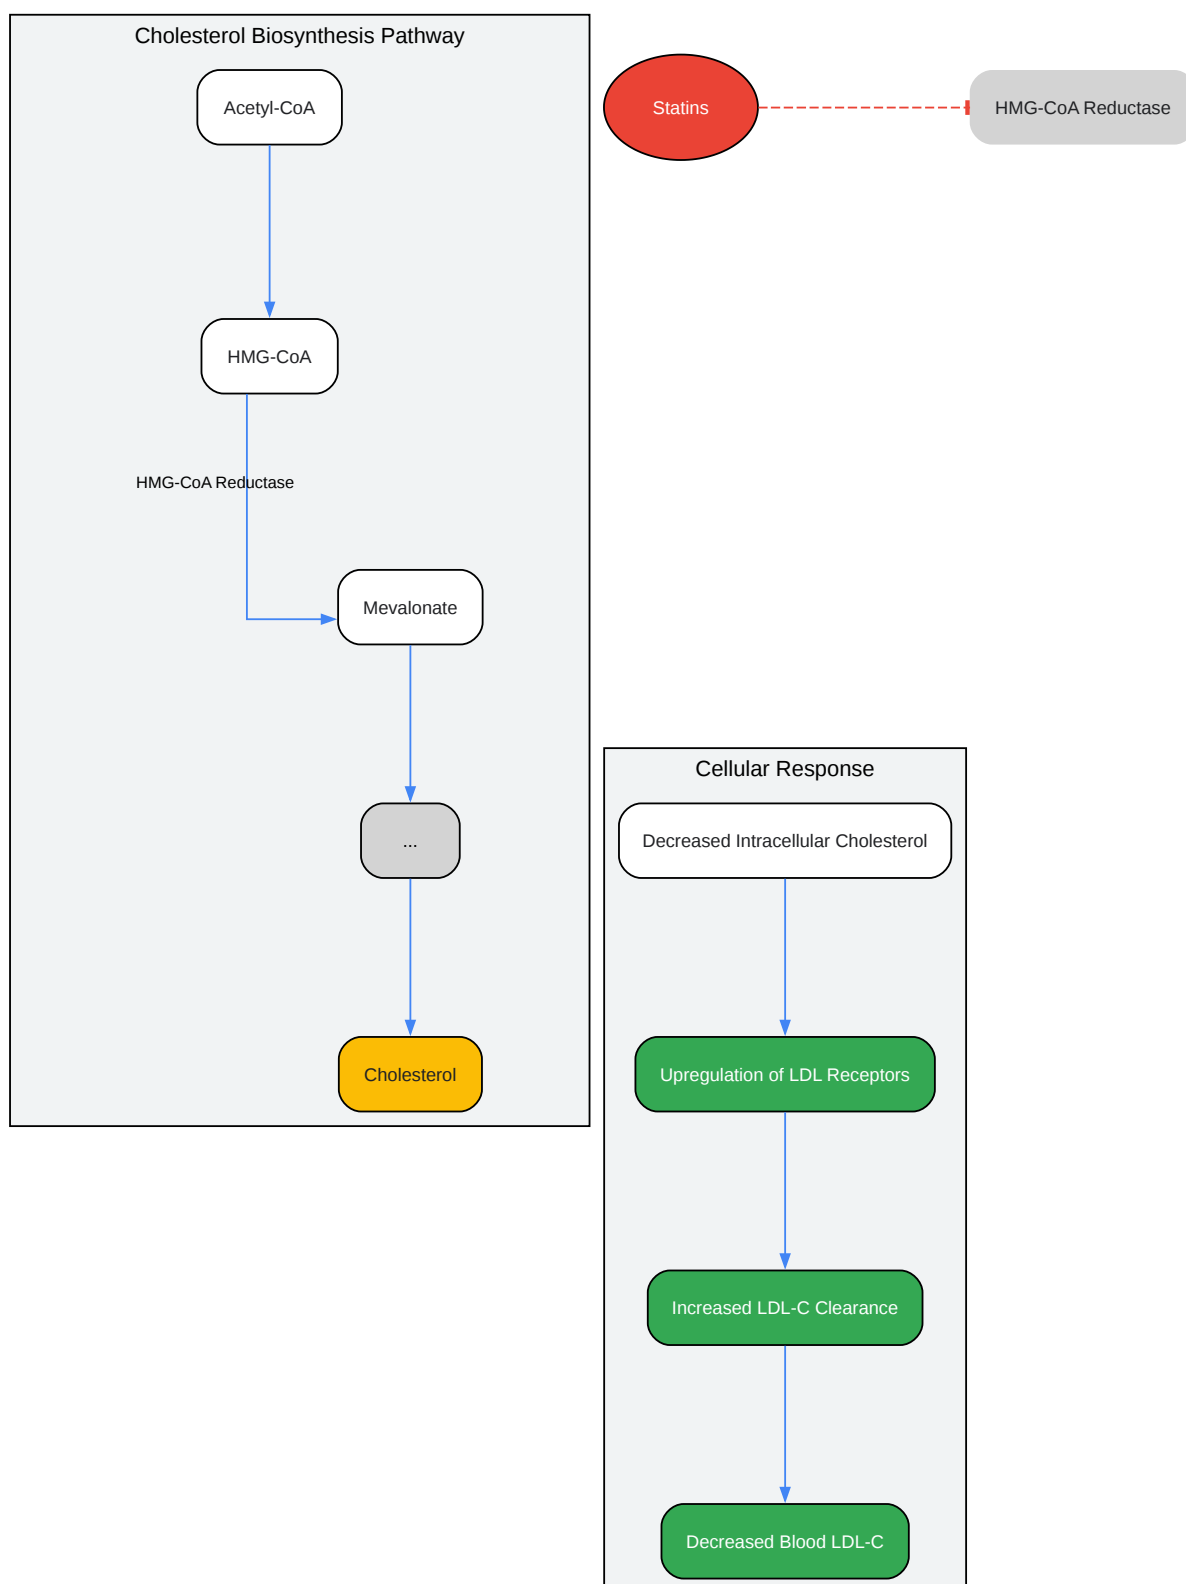 Cholesterol Biosynthesis Pathway
Acetyl-CoA
HMG-CoA
HMG-CoA Reductase
Mevalonate
...
Cholesterol
Statins
HMG-CoA Reductase
Cellular Response
Decreased Intracellular Cholesterol
Upregulation of LDL Receptors
Increased LDL-C Clearance
Decreased Blood LDL-C